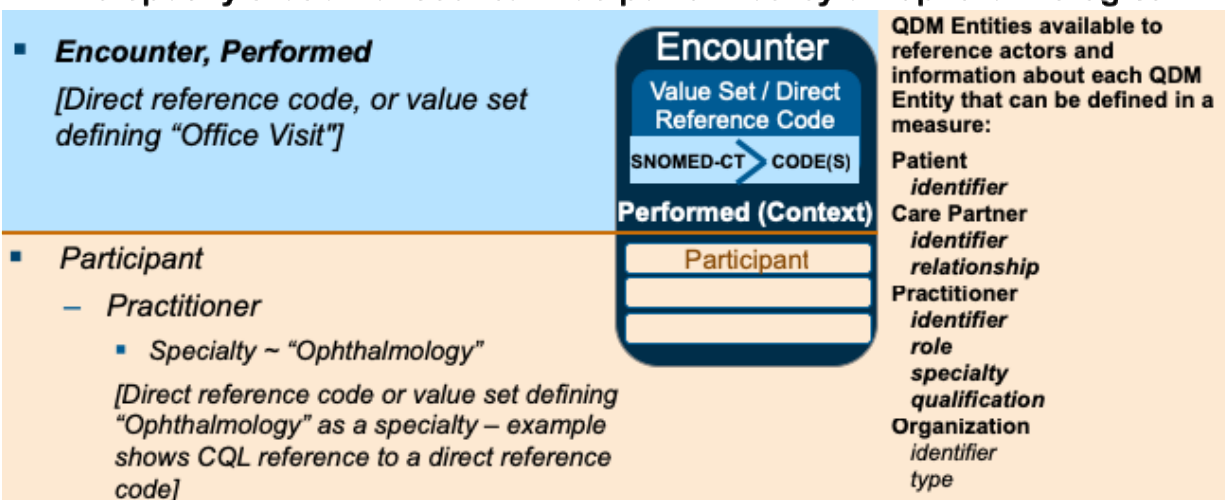 ▪ Encounter, Performed
[Direct reference code, or value set
defining “Office Visit"]
▪ Participant
– Practitioner
▪ Specialty ~ “Ophthalmology”
[Direct reference code or value set defining
“Ophthalmology” as a specialty – example
shows CQL reference to a direct reference
code]
Encounter
Value Set / Direct
Reference Code
SNOMED-CT CODE(S)
Performed (Context)
Participant
QDM Entities available to
reference actors and
information about each QDM
Entity that can be defined in a
measure:
Patient
identifier
Care Partner
identifier
relationship
Practitioner
identifier
role
specialty
qualification
Organization
identifier
type